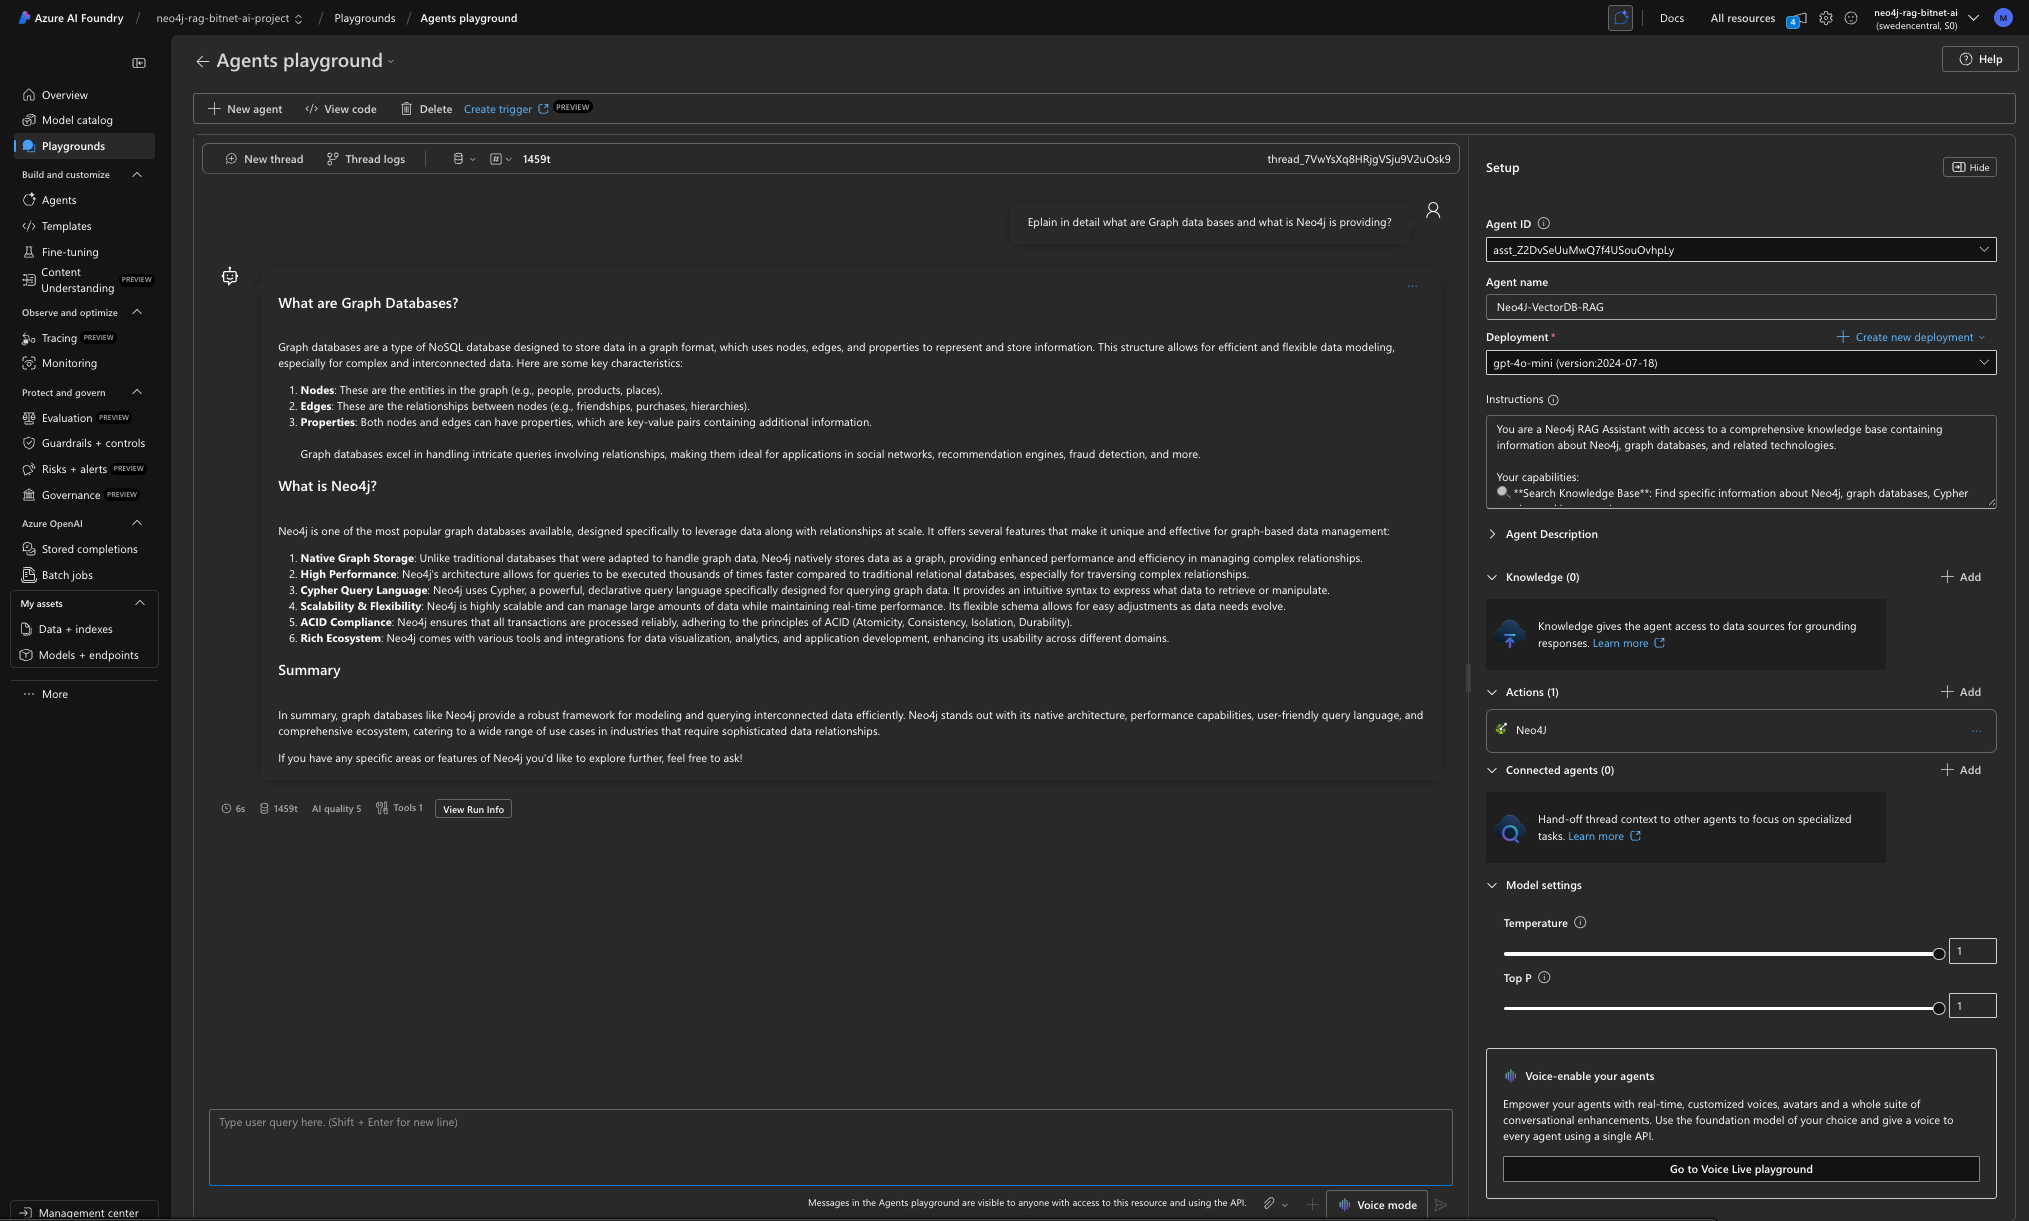 Azure AI Foundry / neo4j-rag-bitnet-ai-project / Playgrounds / Agents playground
4
Docs
All resources
neo4j-rag-bitnet-ai
(swedencentral, S0)
M
Overview
Model catalog
Playgrounds
Build and customize
Agents
Templates
Fine-tuning
Content
Understanding PREVIEW
Observe and optimize
Tracing PREVIEW
Monitoring
Protect and govern
Evaluation PREVIEW
Guardrails + controls
Risks + alerts PREVIEW
Governance PREVIEW
Azure OpenAI
Stored completions
Batch jobs
My assets
Data + indexes
Models + endpoints
More
Management center
Agents playground
Help
New agent
View code
Delete
Create trigger PREVIEW
New thread
Thread logs
1459t
thread_7VwYsXq8HRjgVSju9V2uOsk9
Eplain in detail what are Graph data bases and what is Neo4j is providing?
What are Graph Databases?
Graph databases are a type of NoSQL database designed to store data in a graph format, which uses nodes, edges, and properties to represent and store information. This structure allows for efficient and flexible data modeling,
especially for complex and interconnected data. Here are some key characteristics:
1. Nodes: These are the entities in the graph (e.g., people, products, places).
2. Edges: These are the relationships between nodes (e.g., friendships, purchases, hierarchies).
3. Properties: Both nodes and edges can have properties, which are key-value pairs containing additional information.
Graph databases excel in handling intricate queries involving relationships, making them ideal for applications in social networks, recommendation engines, fraud detection, and more.
What is Neo4j?
Neo4j is one of the most popular graph databases available, designed specifically to leverage data along with relationships at scale. It offers several features that make it unique and effective for graph-based data management:
1. Native Graph Storage: Unlike traditional databases that were adapted to handle graph data, Neo4j natively stores data as a graph, providing enhanced performance and efficiency in managing complex relationships.
2. High Performance: Neo4j's architecture allows for queries to be executed thousands of times faster compared to traditional relational databases, especially for traversing complex relationships.
3. Cypher Query Language: Neo4j uses Cypher, a powerful, declarative query language specifically designed for querying graph data. It provides an intuitive syntax to express what data to retrieve or manipulate.
4. Scalability & Flexibility: Neo4j is highly scalable and can manage large amounts of data while maintaining real-time performance. Its flexible schema allows for easy adjustments as data needs evolve.
5. ACID Compliance: Neo4j ensures that all transactions are processed reliably, adhering to the principles of ACID (Atomicity, Consistency, Isolation, Durability).
6. Rich Ecosystem: Neo4j comes with various tools and integrations for data visualization, analytics, and application development, enhancing its usability across different domains.
Summary
In summary, graph databases like Neo4j provide a robust framework for modeling and querying interconnected data efficiently. Neo4j stands out with its native architecture, performance capabilities, user-friendly query language, and
comprehensive ecosystem, catering to a wide range of use cases in industries that require sophisticated data relationships.
If you have any specific areas or features of Neo4j you'd like to explore further, feel free to ask!
6s
1459t
AI quality 5
Tools 1
View Run Info
Type user query here. (Shift + Enter for new line)
Messages in the Agents playground are visible to anyone with access to this resource and using the API.
Voice mode
Setup
Hide
Agent ID
asst_Z2DvSeUuMwQ7f4USouOvhpLy
Agent name
Neo4J-VectorDB-RAG
Deployment *
Create new deployment
gpt-4o-mini (version:2024-07-18)
Instructions
You are a Neo4j RAG Assistant with access to a comprehensive knowledge base containing
information about Neo4j, graph databases, and related technologies.
Your capabilities:
**Search Knowledge Base**: Find specific information about Neo4j, graph databases, Cypher
Agent Description
Knowledge (0)
Add
Knowledge gives the agent access to data sources for grounding
responses. Learn more
Actions (1)
Add
Neo4J
Connected agents (0)
Add
Hand-off thread context to other agents to focus on specialized
tasks. Learn more
Model settings
Temperature
1
Top P
1
Voice-enable your agents
Empower your agents with real-time, customized voices, avatars and a whole suite of
conversational enhancements. Use the foundation model of your choice and give a voice to
every agent using a single API.
Go to Voice Live playground